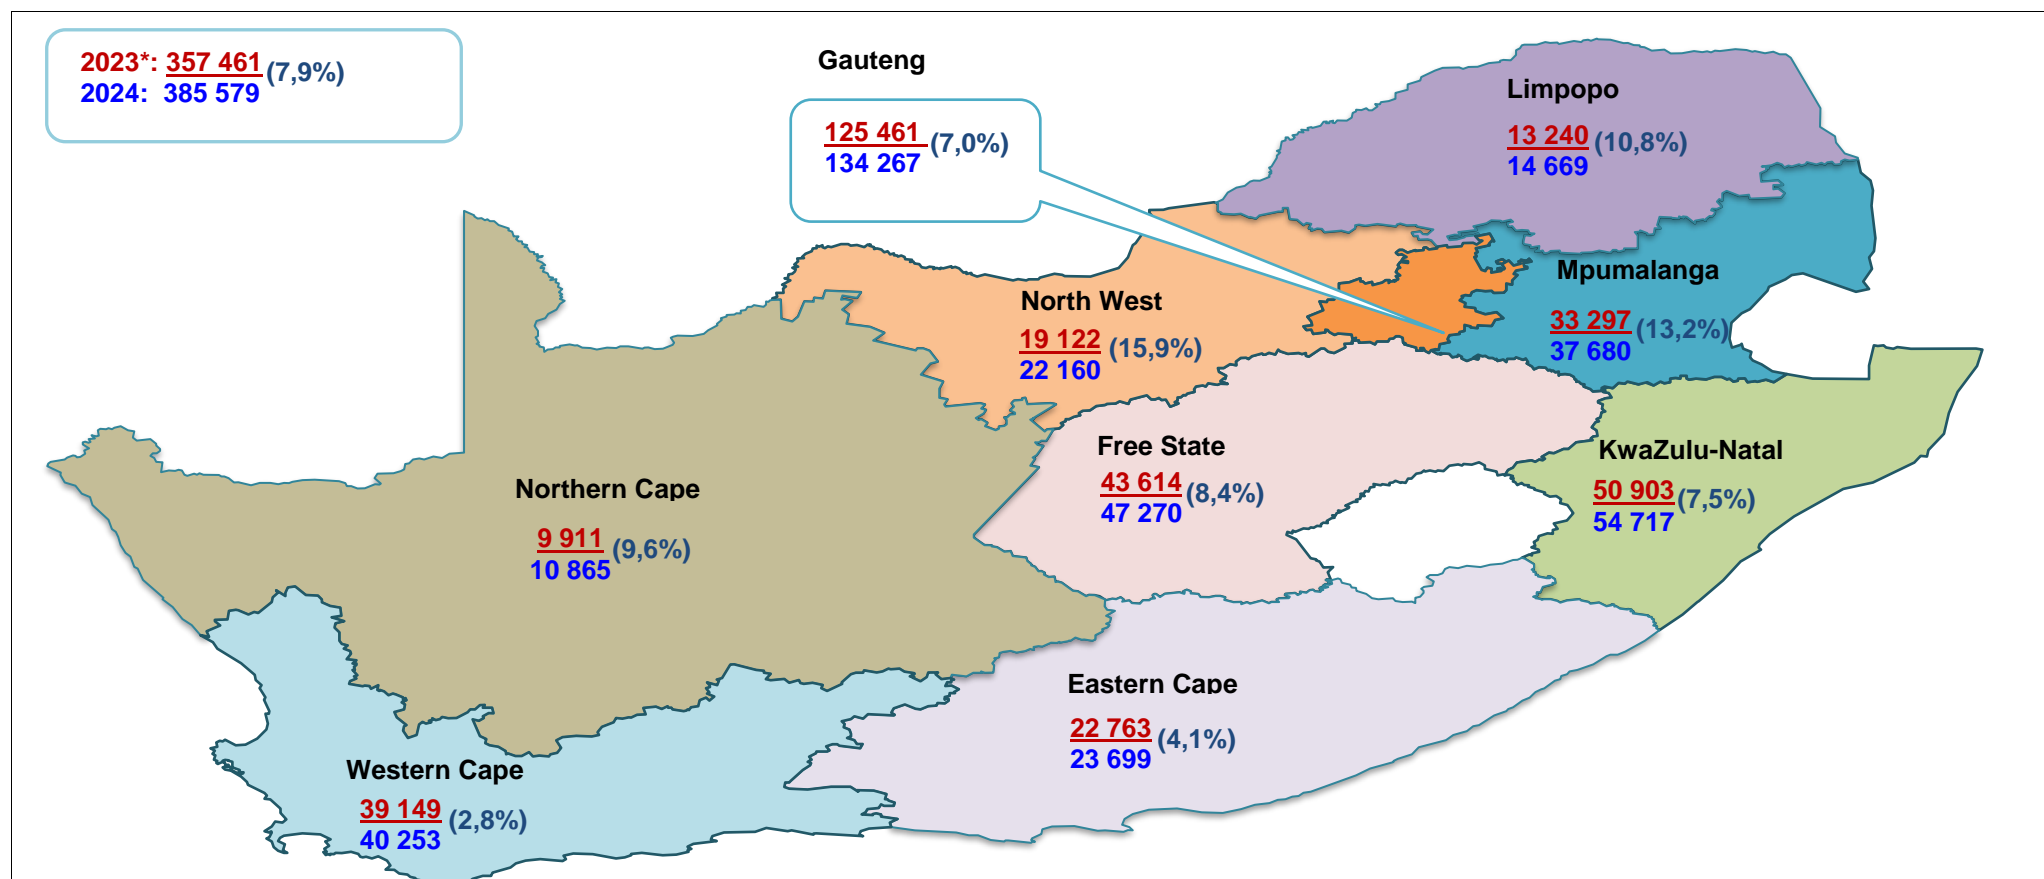 2023*: 357 461 (7,9%)
2024: 385 579
Gauteng
125 461 (7,0%)
134 267
Limpopo
13 240 (10,8%)
14 669
Mpumalanga
33 297 (13,2%)
37 680
North West
19 122 (15,9%)
22 160
Free State
43 614 (8,4%)
47 270
KwaZulu-Natal
50 903 (7,5%)
54 717
Northern Cape
9 911 (9,6%)
10 865
Eastern Cape
22 763 (4,1%)
23 699
Western Cape
39 149 (2,8%)
40 253